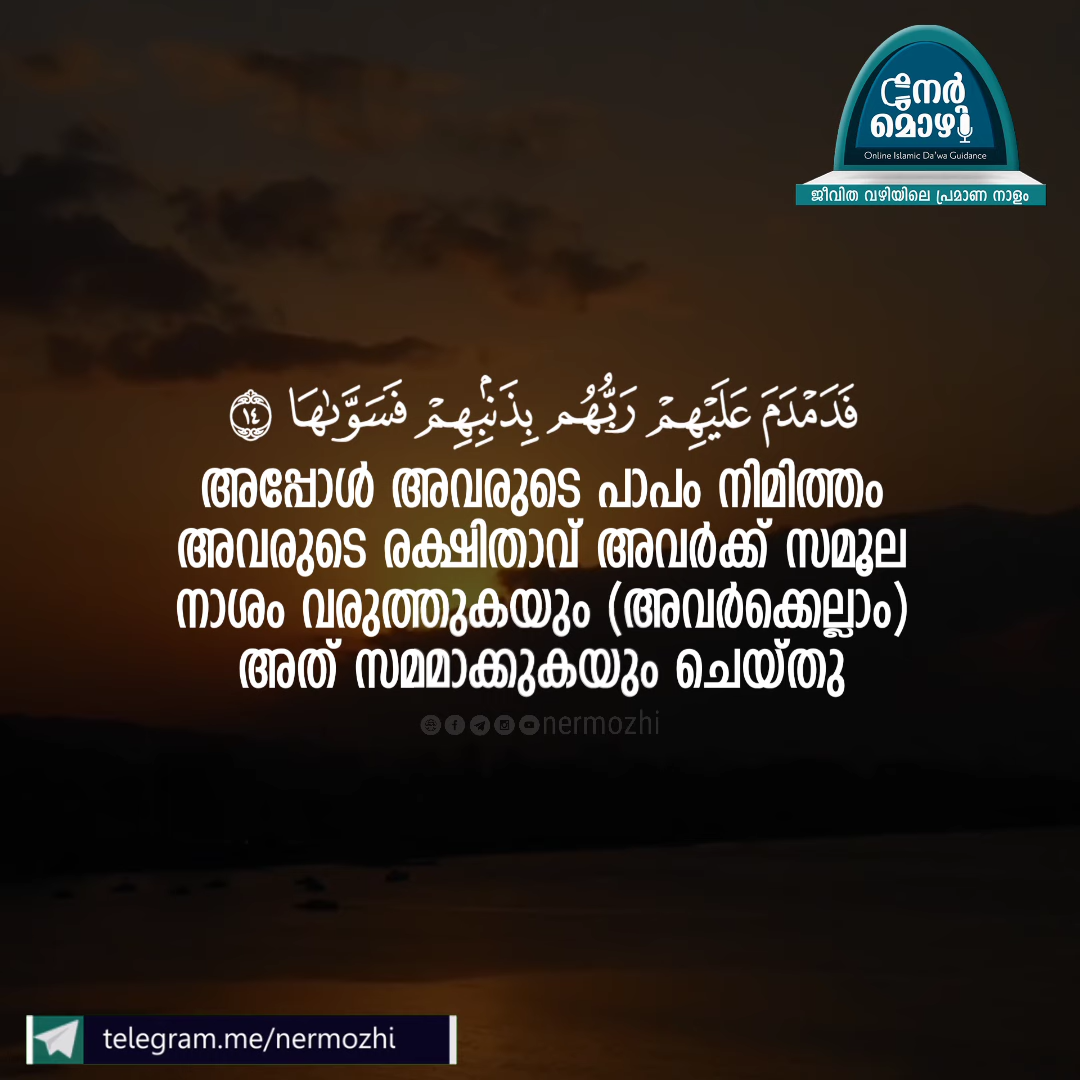 നേർ
മൊഴി
Online Islamic Da'wa Guidance
ജീവിത വഴിയിലെ പ്രമാണ നാളം
فَدَمْدَمَ عَلَيْهِمْ رَبُّهُم بِذَنۢبِهِمْ فَسَوَّىٰهَا ١٤
അപ്പോൾ അവരുടെ പാപം നിമിത്തം
അവരുടെ രക്ഷിതാവ് അവർക്ക് സമൂല
നാശം വരുത്തുകയും (അവർക്കെല്ലാം)
അത് സമമാക്കുകയും ചെയ്തു
nermozhi
telegram.me/nermozhi